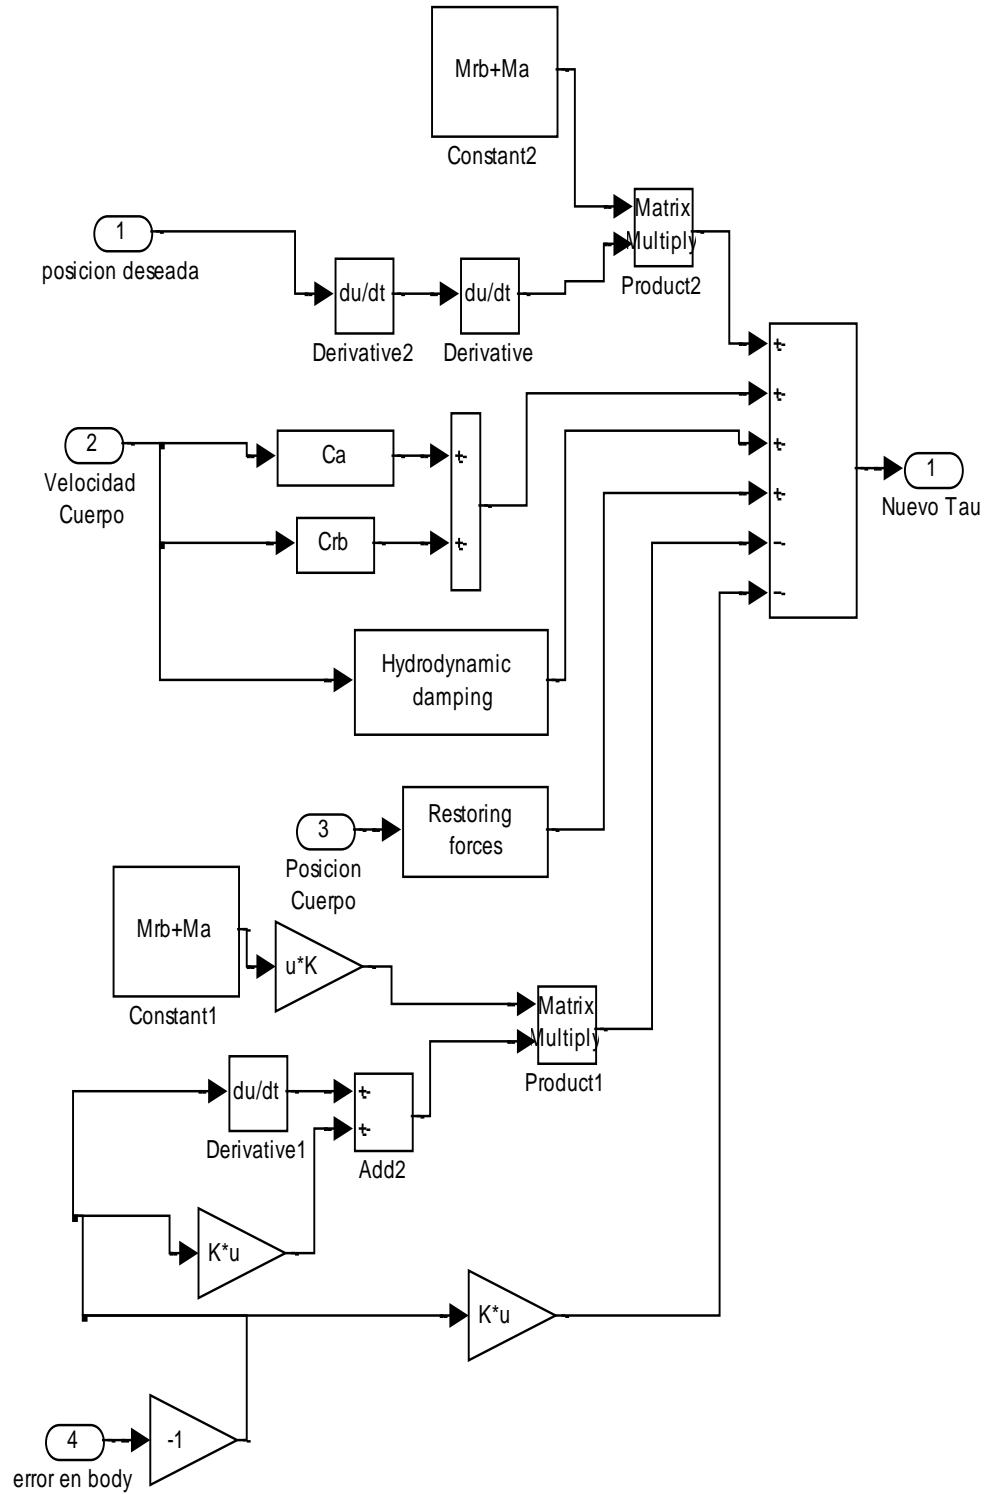 Mrb+Ma
Constant2
Matrix
Multiply
Product2
1
posicion deseada
du/dt
Derivative2
du/dt
Derivative
+
+
+
+
-
-
1
Nuevo Tau
2
Velocidad
Cuerpo
Ca
Crb
+
+
Hydrodynamic
damping
3
Posicion
Cuerpo
Restoring
forces
Mrb+Ma
Constant1
u*K
Matrix
Multiply
Product1
du/dt
Derivative1
+
+
Add2
K*u
K*u
4
error en body
-1